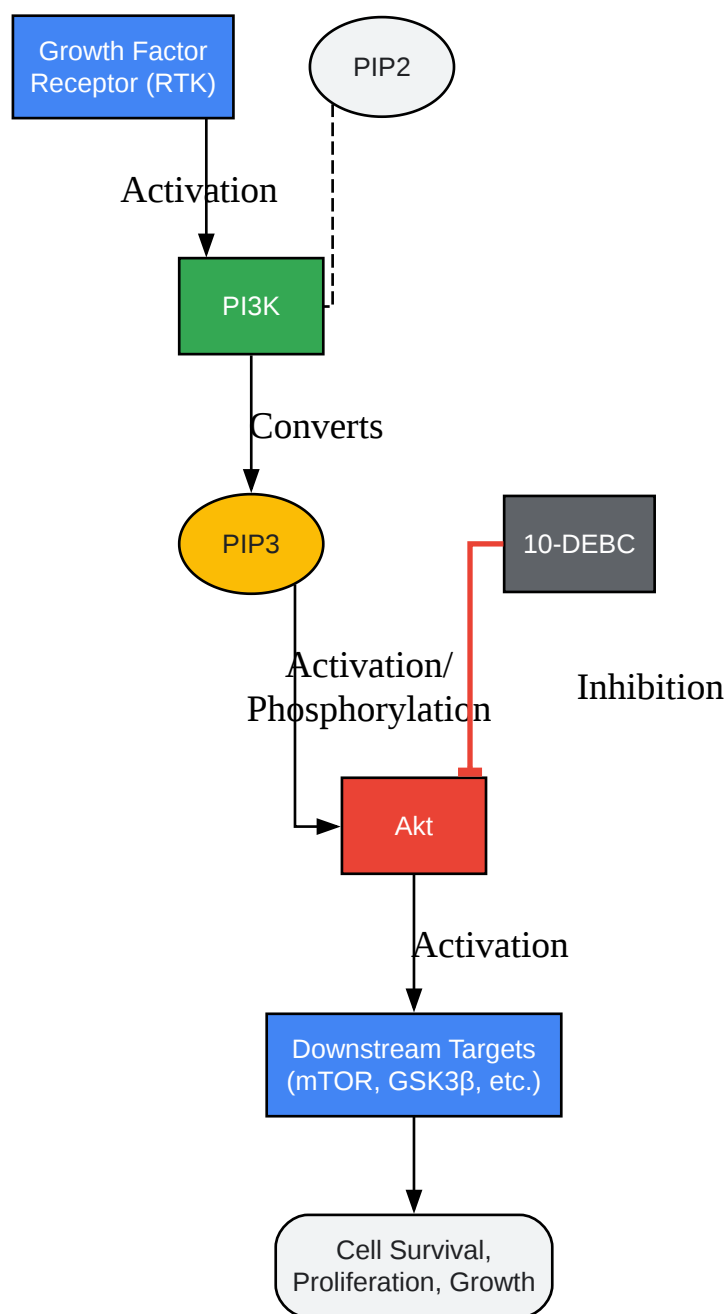 Growth Factor
Receptor (RTK)
PIP2
Activation
PI3K
Converts
PIP3
10-DEBC
Activation/
Phosphorylation
Inhibition
Akt
Activation
Downstream Targets
(mTOR, GSK3β, etc.)
Cell Survival,
Proliferation, Growth